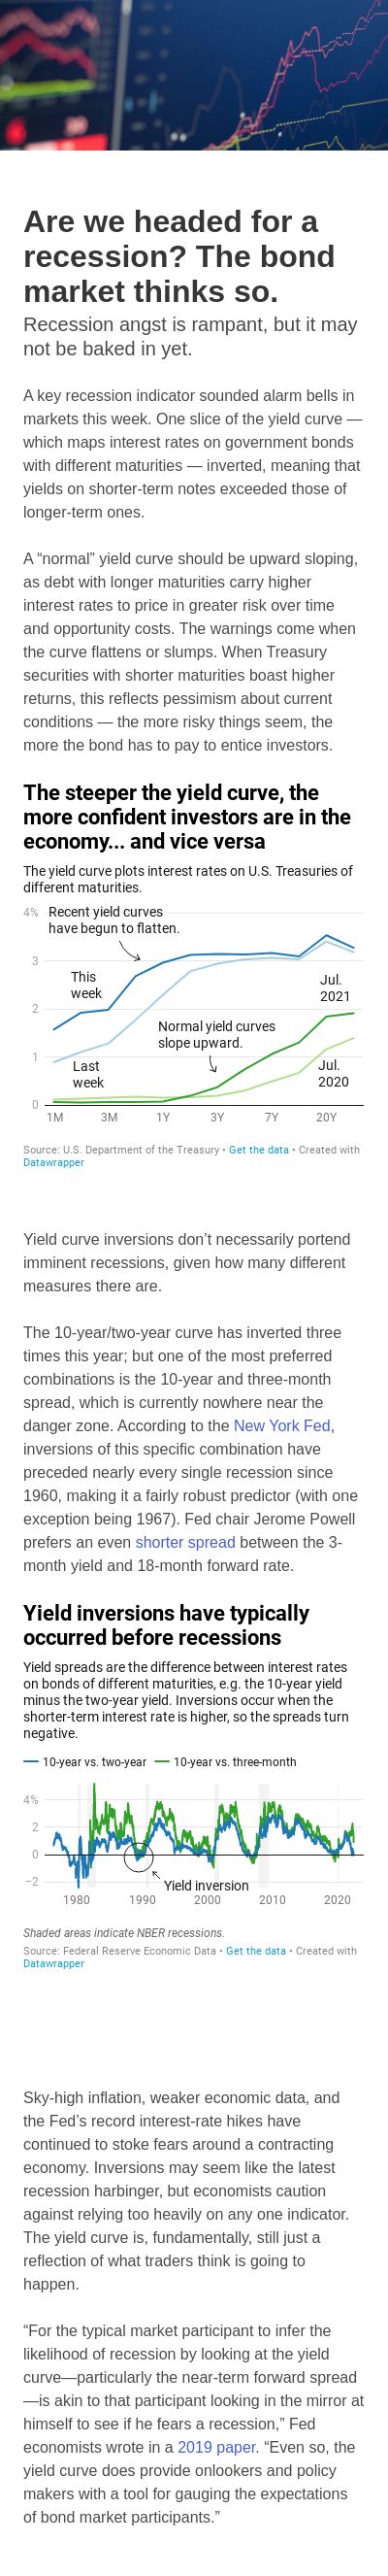 Are we headed for a
recession? The bond
market thinks so.
Recession angst is rampant, but it may
not be baked in yet.
A key recession indicator sounded alarm bells in
markets this week. One slice of the yield curve —
which maps interest rates on government bonds
with different maturities — inverted, meaning that
yields on shorter-term notes exceeded those of
longer-term ones.
A “normal” yield curve should be upward sloping,
as debt with longer maturities carry higher
interest rates to price in greater risk over time
and opportunity costs. The warnings come when
the curve flattens or slumps. When Treasury
securities with shorter maturities boast higher
returns, this reflects pessimism about current
conditions — the more risky things seem, the
more the bond has to pay to entice investors.
The steeper the yield curve, the
more confident investors are in the
economy... and vice versa
The yield curve plots interest rates on U.S. Treasuries of
different maturities.
4%
Recent yield curves
have begun to flatten.
3
This
week
Jul.
2021
2
Normal yield curves
slope upward.
1
Last
week
Jul.
2020
0
1M 3M 1Y 3Y 7Y 20Y
Source: U.S. Department of the Treasury • Get the data • Created with
Datawrapper
Yield curve inversions don’t necessarily portend
imminent recessions, given how many different
measures there are.
The 10-year/two-year curve has inverted three
times this year; but one of the most preferred
combinations is the 10-year and three-month
spread, which is currently nowhere near the
danger zone. According to the New York Fed,
inversions of this specific combination have
preceded nearly every single recession since
1960, making it a fairly robust predictor (with one
exception being 1967). Fed chair Jerome Powell
prefers an even shorter spread between the 3-
month yield and 18-month forward rate.
Yield inversions have typically
occurred before recessions
Yield spreads are the difference between interest rates
on bonds of different maturities, e.g. the 10-year yield
minus the two-year yield. Inversions occur when the
shorter-term interest rate is higher, so the spreads turn
negative.
10-year vs. two-year 10-year vs. three-month
4%
2
0
−2
Yield inversion
1980 1990 2000 2010 2020
Shaded areas indicate NBER recessions.
Source: Federal Reserve Economic Data • Get the data • Created with
Datawrapper
Sky-high inflation, weaker economic data, and
the Fed’s record interest-rate hikes have
continued to stoke fears around a contracting
economy. Inversions may seem like the latest
recession harbinger, but economists caution
against relying too heavily on any one indicator.
The yield curve is, fundamentally, still just a
reflection of what traders think is going to
happen.
“For the typical market participant to infer the
likelihood of recession by looking at the yield
curve—particularly the near-term forward spread
—is akin to that participant looking in the mirror at
himself to see if he fears a recession,” Fed
economists wrote in a 2019 paper. “Even so, the
yield curve does provide onlookers and policy
makers with a tool for gauging the expectations
of bond market participants.”